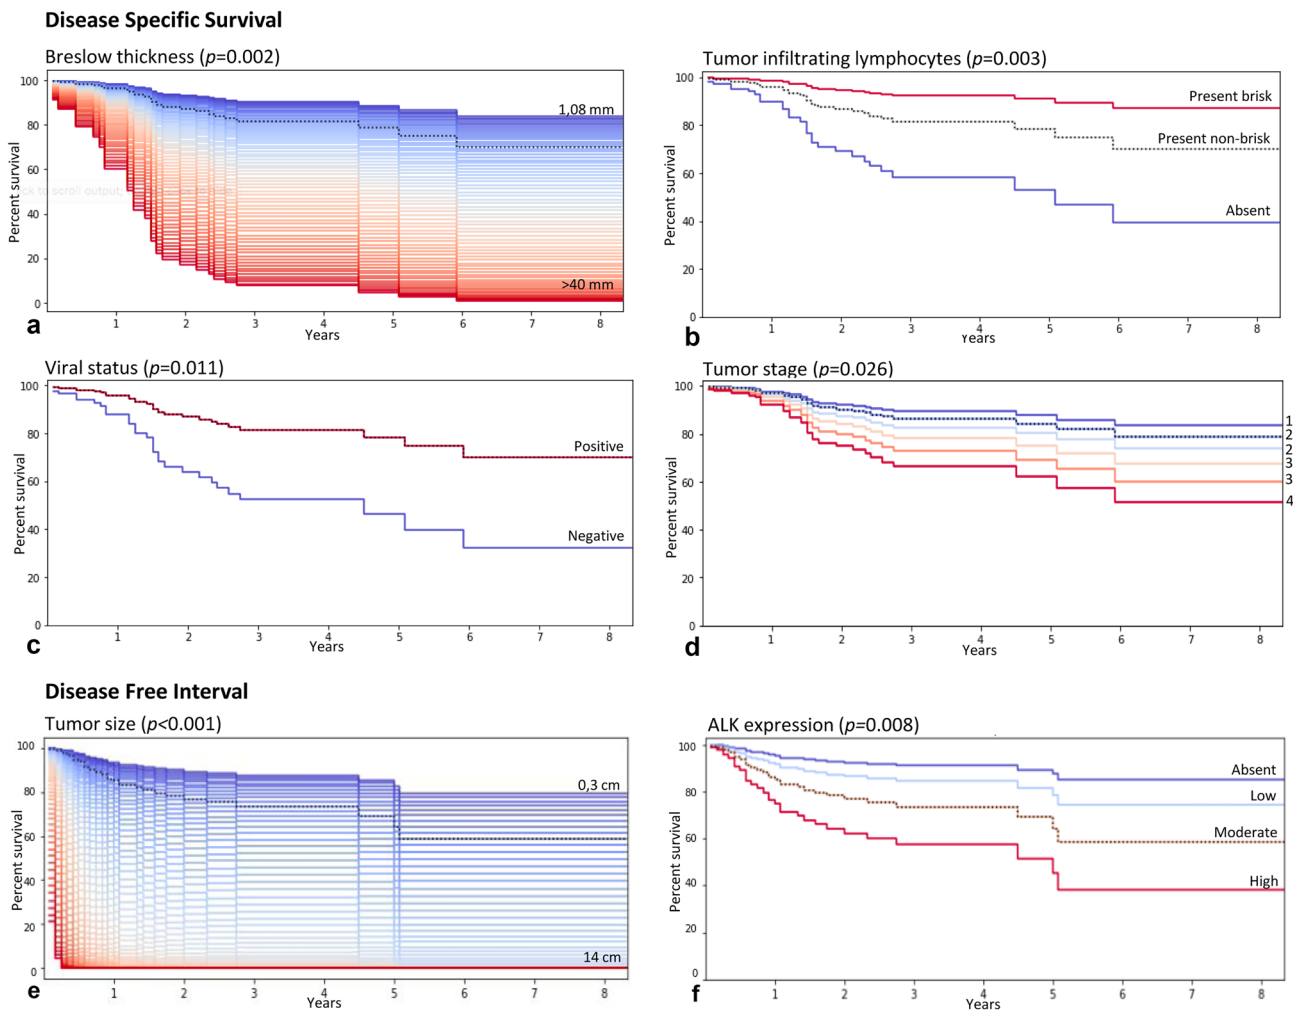 Disease Specific Survival
Breslow thickness (p=0.002)
100
80
60
40
20
0
Percent survival
1,08 mm
>40 mm
1 2 3 4 5 6 7 8
Years
a
Tumor infiltrating lymphocytes (p=0.003)
100
80
60
40
20
0
Percent survival
Present brisk
Present non-brisk
Absent
1 2 3 4 5 6 7 8
Years
b
Viral status (p=0.011)
100
80
60
40
20
0
Percent survival
Positive
Negative
1 2 3 4 5 6 7 8
Years
c
Tumor stage (p=0.026)
100
80
60
40
20
0
Percent survival
1
2
2
3
3
4
1 2 3 4 5 6 7 8
Years
d
Disease Free Interval
Tumor size (p<0.001)
100
80
60
40
20
0
Percent survival
0,3 cm
14 cm
1 2 3 4 5 6 7 8
Years
e
ALK expression (p=0.008)
100
80
60
40
20
0
Percent survival
Absent
Low
Moderate
High
1 2 3 4 5 6 7 8
Years
f